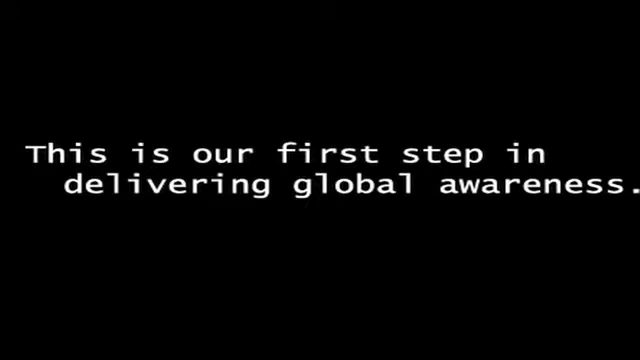 This is our first step in
delivering global awareness.